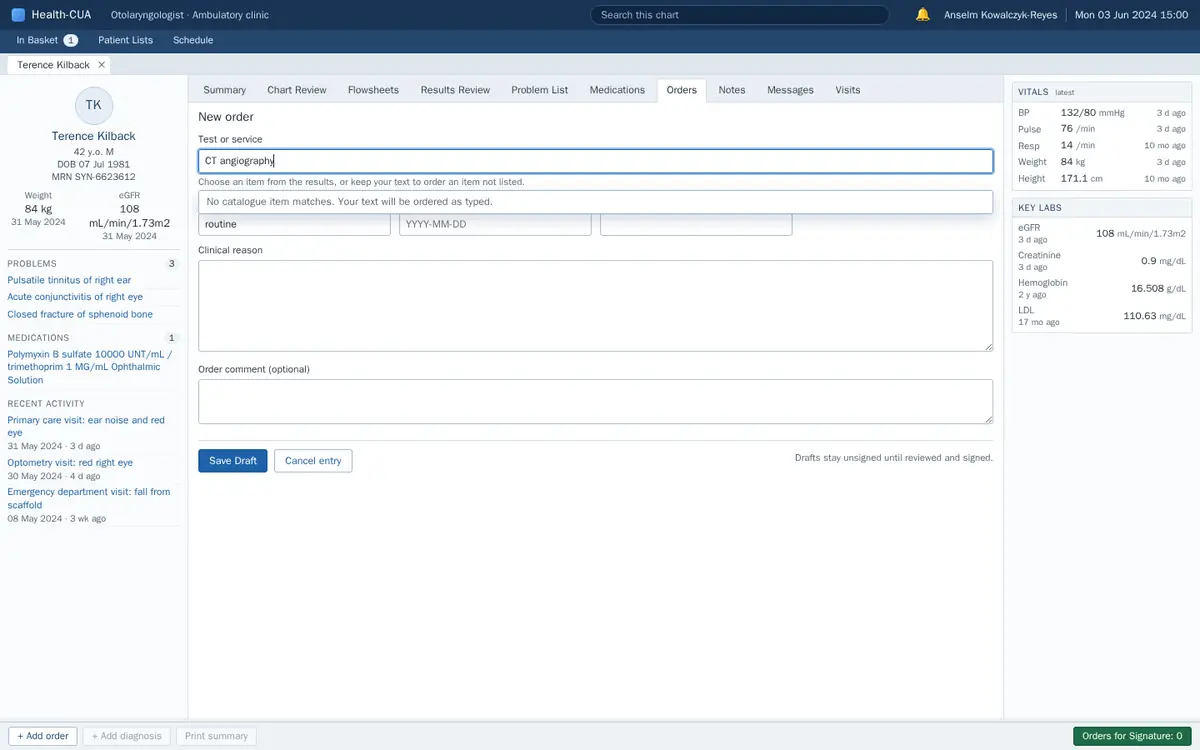 Health-CUA
Otolaryngologist · Ambulatory clinic
Search this chart
Anselm Kowalczyk-Reyes
Mon 03 Jun 2024 15:00
In Basket 1
Patient Lists
Schedule
Terence Kilback ×
TK
Terence Kilback
42 y.o. M
DOB 07 Jul 1981
MRN SYN-6623612
Weight
84 kg
31 May 2024
eGFR
108
mL/min/1.73m2
31 May 2024
PROBLEMS 3
Pulsatile tinnitus of right ear
Acute conjunctivitis of right eye
Closed fracture of sphenoid bone
MEDICATIONS 1
Polymyxin B sulfate 10000 UNT/mL /
trimethoprim 1 MG/mL Ophthalmic
Solution
RECENT ACTIVITY
Primary care visit: ear noise and red
eye
31 May 2024 · 3 d ago
Optometry visit: red right eye
30 May 2024 · 4 d ago
Emergency department visit: fall from
scaffold
08 May 2024 · 3 wk ago
Summary
Chart Review
Flowsheets
Results Review
Problem List
Medications
Orders
Notes
Messages
Visits
New order
Test or service
CT angiography
Choose an item from the results, or keep your text to order an item not listed.
No catalogue item matches. Your text will be ordered as typed.
routine
YYYY-MM-DD
Clinical reason
Order comment (optional)
Save Draft
Cancel entry
Drafts stay unsigned until reviewed and signed.
VITALS latest
BP 132/80 mmHg 3 d ago
Pulse 76 /min 3 d ago
Resp 14 /min 10 mo ago
Weight 84 kg 3 d ago
Height 171.1 cm 10 mo ago
KEY LABS
eGFR
3 d ago
108 mL/min/1.73m2
Creatinine
3 d ago
0.9 mg/dL
Hemoglobin
2 y ago
16.508 g/dL
LDL
17 mo ago
110.63 mg/dL
+ Add order
+ Add diagnosis
Print summary
Orders for Signature: 0